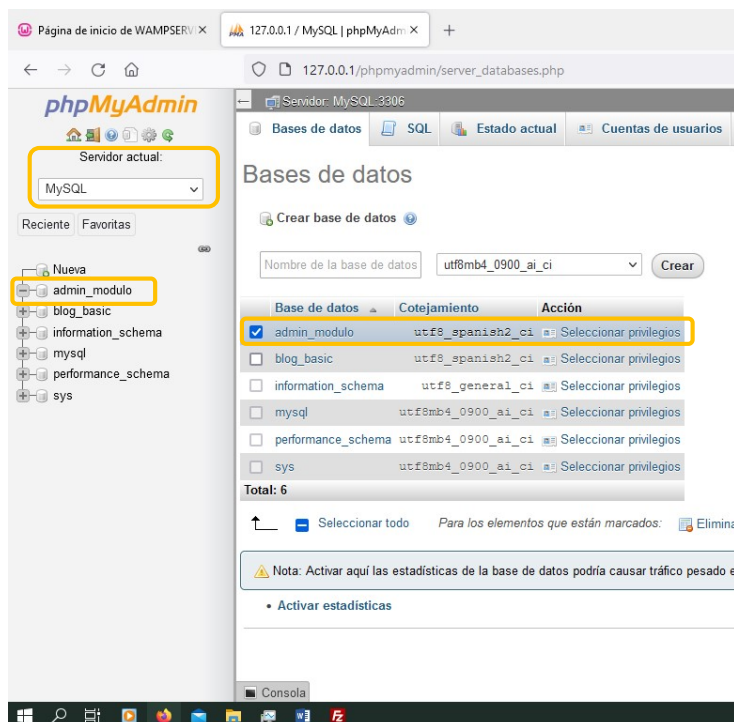 Página de inicio de WAMPSERV
127.0.0.1 / MySQL | phpMyAdm
127.0.0.1/phpmyadmin/server_databases.php
phpMyAdmin
Servidor actual:
MySQL
Reciente Favoritas
Nueva
admin_modulo
blog_basic
information_schema
mysql
performance_schema
sys
Servidor: MySQL:3306
Bases de datos SQL Estado actual Cuentas de usuarios
Bases de datos
Crear base de datos
Nombre de la base de datos utf8mb4_0900_ai_ci Crear
Base de datos Cotejamiento Acción
admin_modulo utf8_spanish2_ci Seleccionar privilegios
blog_basic utf8_spanish2_ci Seleccionar privilegios
information_schema utf8_general_ci Seleccionar privilegios
mysql utf8mb4_0900_ai_ci Seleccionar privilegios
performance_schema utf8mb4_0900_ai_ci Seleccionar privilegios
sys utf8mb4_0900_ai_ci Seleccionar privilegios
Total: 6
Seleccionar todo Para los elementos que están marcados: Elimina
Nota: Activar aquí las estadísticas de la base de datos podría causar tráfico pesado e
• Activar estadísticas
Consola